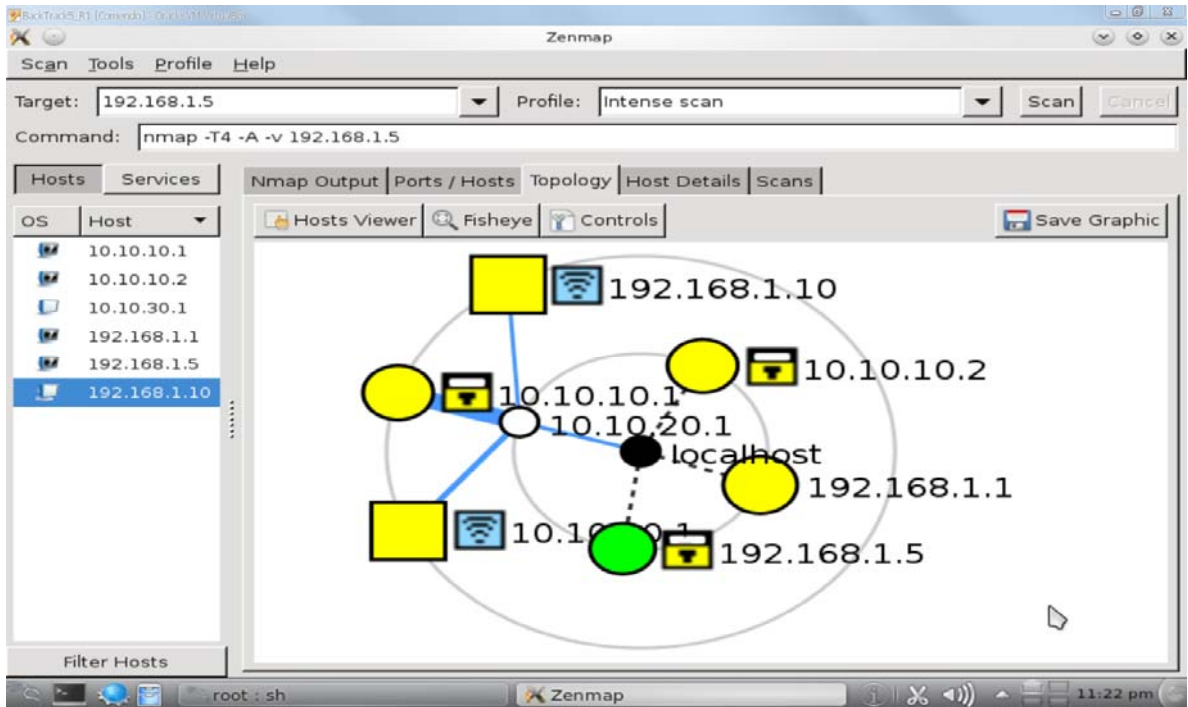 BackTrack5_R1 [Corriendo] - Oracle VM VirtualBox
Zenmap
Scan Tools Profile Help
Target: 192.168.1.5 Profile: Intense scan Scan Cancel
Command: nmap -T4 -A -v 192.168.1.5
Hosts Services Nmap Output Ports / Hosts Topology Host Details Scans
OS Host Hosts Viewer Fisheye Controls Save Graphic
10.10.10.1
10.10.10.2
10.10.30.1
192.168.1.1
192.168.1.5
192.168.1.10
192.168.1.10
10.10.10.2
10.10.10.1
10.10.20.1
localhost
192.168.1.1
192.168.1.5
Filter Hosts
root : sh Zenmap 11:22 pm